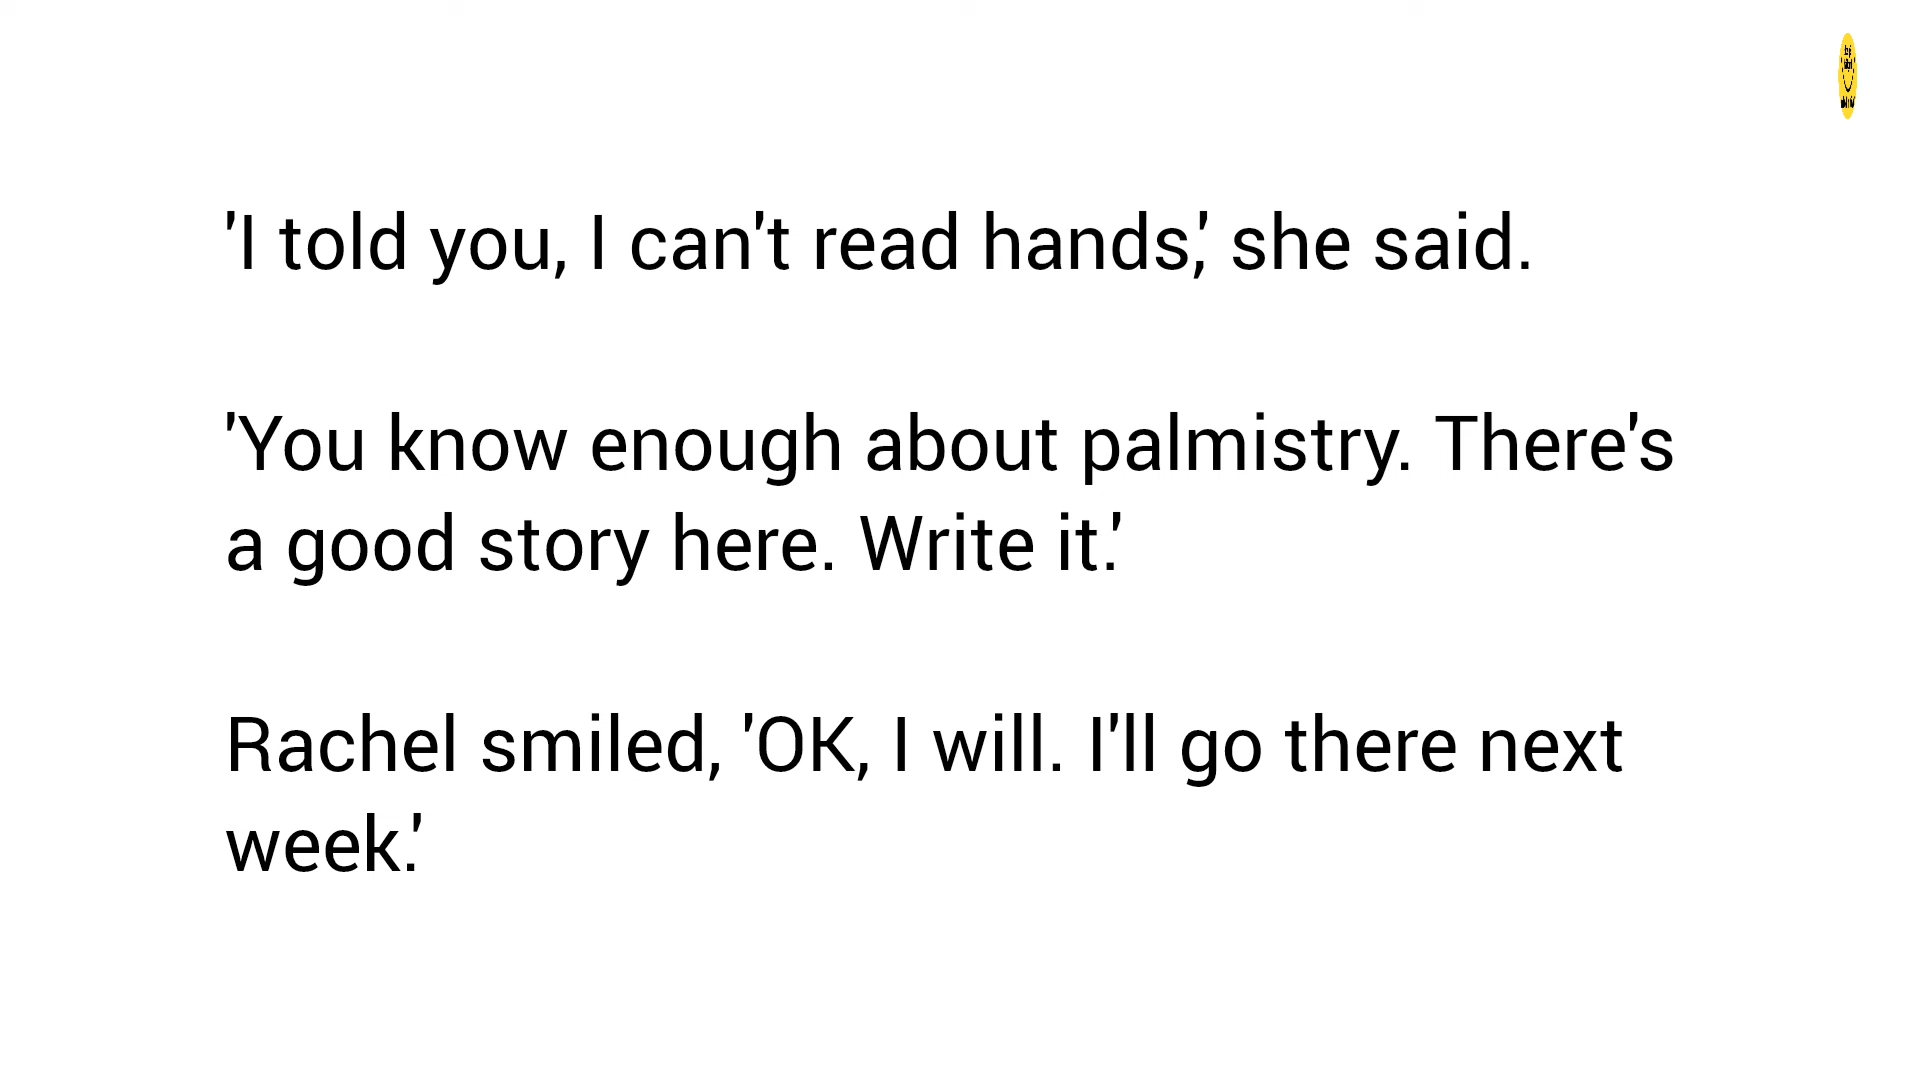 'I told you, I can't read hands,' she said.
'You know enough about palmistry. There's
a good story here. Write it.'
Rachel smiled, 'OK, I will. I'll go there next
week.'